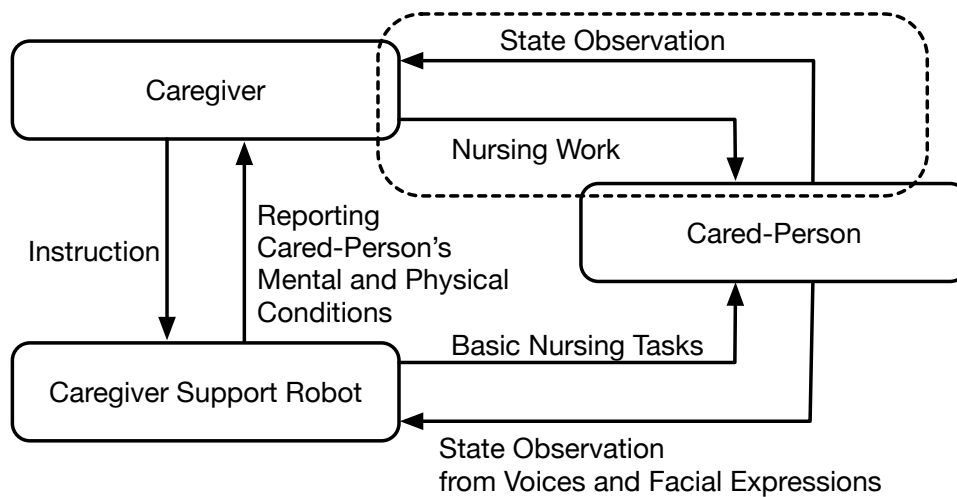 State Observation
Caregiver
Nursing Work
Reporting
Cared-Person’s
Mental and Physical
Conditions
Instruction
Cared-Person
Basic Nursing Tasks
Caregiver Support Robot
State Observation
from Voices and Facial Expressions